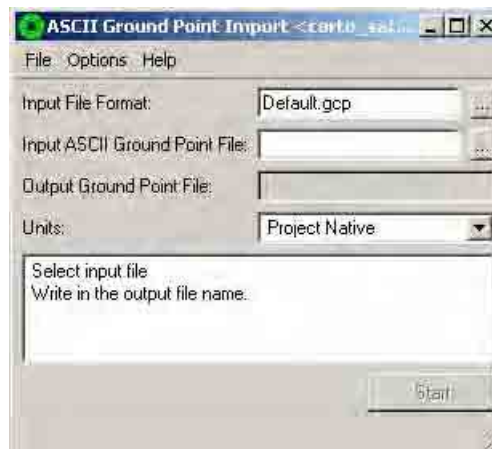 ASCII Ground Point Import <carto_sat...
File Options Help
Input File Format: Default.gcp ...
Input ASCII Ground Point File: ...
Output Ground Point File:
Units: Project Native
Select input file
Write in the output file name.
Start